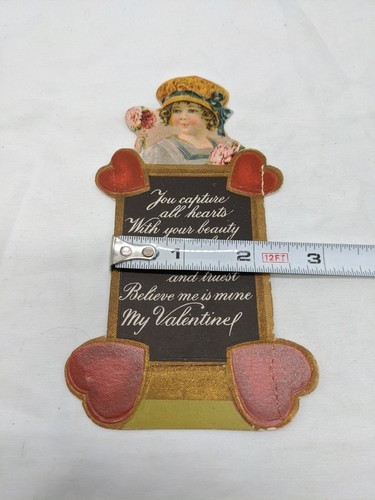 You capture
all hearts
With your beauty
1 2 12FT 3
and truest
Believe me is mine
My Valentine!